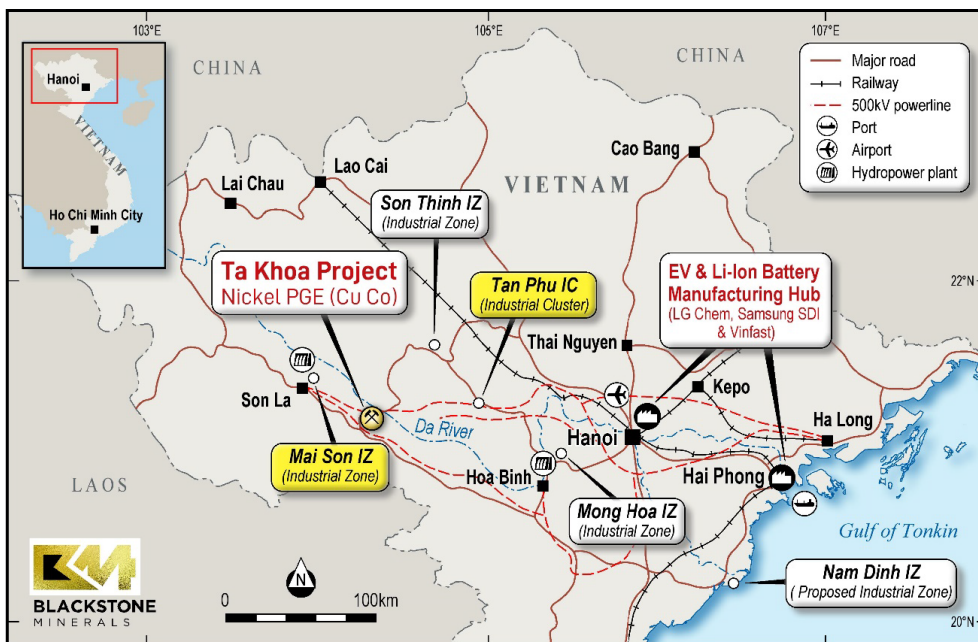 103°E
105°E
107°E
CHINA
CHINA
Hanoi
VIETNAM
Ho Chi Minh City
Major road
Railway
500kV powerline
Port
Airport
Hydropower plant
Cao Bang
Lao Cai
Lai Chau
VIETNAM
Son Thinh IZ
(Industrial Zone)
Ta Khoa Project
Nickel PGE (Cu Co)
Tan Phu IC
(Industrial Cluster)
EV & Li-Ion Battery
Manufacturing Hub
(LG Chem, Samsung SDI
& Vinfast)
22°N
Thai Nguyen
Kepo
Son La
Da River
Hanoi
Ha Long
Mai Son IZ
(Industrial Zone)
Hoa Binh
Hai Phong
LAOS
Mong Hoa IZ
(Industrial Zone)
Gulf of Tonkin
BM
BLACKSTONE
MINERALS
N
0
100km
Nam Dinh IZ
( Proposed Industrial Zone)
20°N